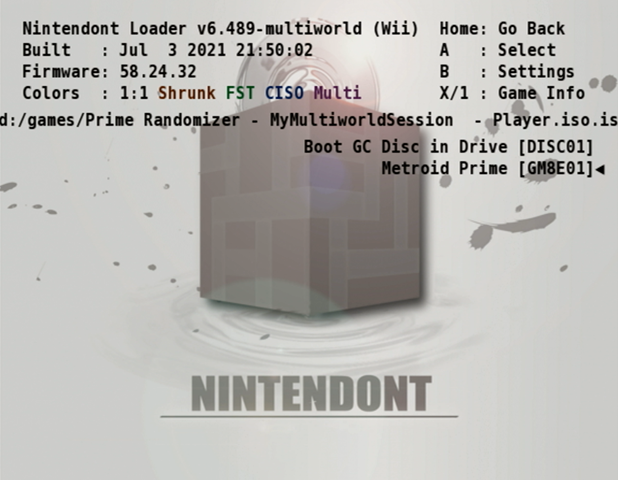 Nintendont Loader v6.489-multiworld (Wii) Home: Go Back
Built : Jul 3 2021 21:50:02 A : Select
Firmware: 58.24.32 B : Settings
Colors : 1:1 Shrunk FST CISO Multi X/1 : Game Info
d:/games/Prime Randomizer - MyMultiworldSession - Player.iso.is
Boot GC Disc in Drive [DISC01]
Metroid Prime [GM8E01]◀
NINTENDONT